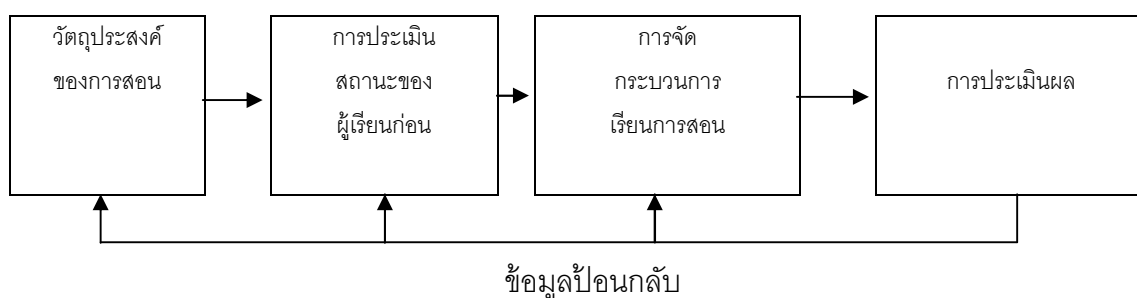 วัตถุประสงค์
ของการสอน
การประเมิน
สถานะของ
ผู้เรียนก่อน
การจัด
กระบวนการ
เรียนการสอน
การประเมินผล
ข้อมูลป้อนกลับ